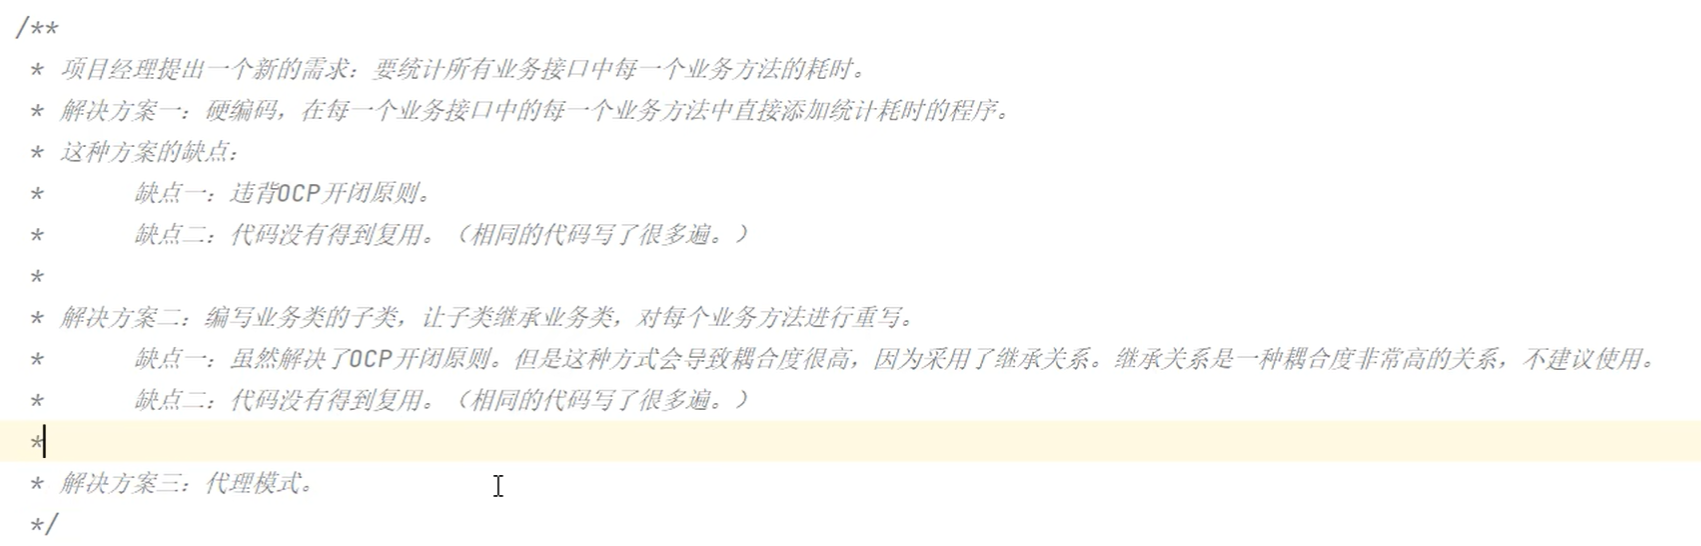 /**
* 项目经理提出一个新的需求：要统计所有业务接口中每一个业务方法的耗时。
* 解决方案一：硬编码，在每一个业务接口中的每一个业务方法中直接添加统计耗时的程序。
* 这种方案的缺点：
* 缺点一：违背OCP开闭原则。
* 缺点二：代码没有得到复用。（相同的代码写了很多遍。）
*
* 解决方案二：编写业务类的子类，让子类继承业务类，对每个业务方法进行重写。
* 缺点一：虽然解决了OCP开闭原则。但是这种方式会导致耦合度很高，因为采用了继承关系。继承关系是一种耦合度非常高的关系，不建议使用。
* 缺点二：代码没有得到复用。（相同的代码写了很多遍。）
*
* 解决方案三：代理模式。
*/